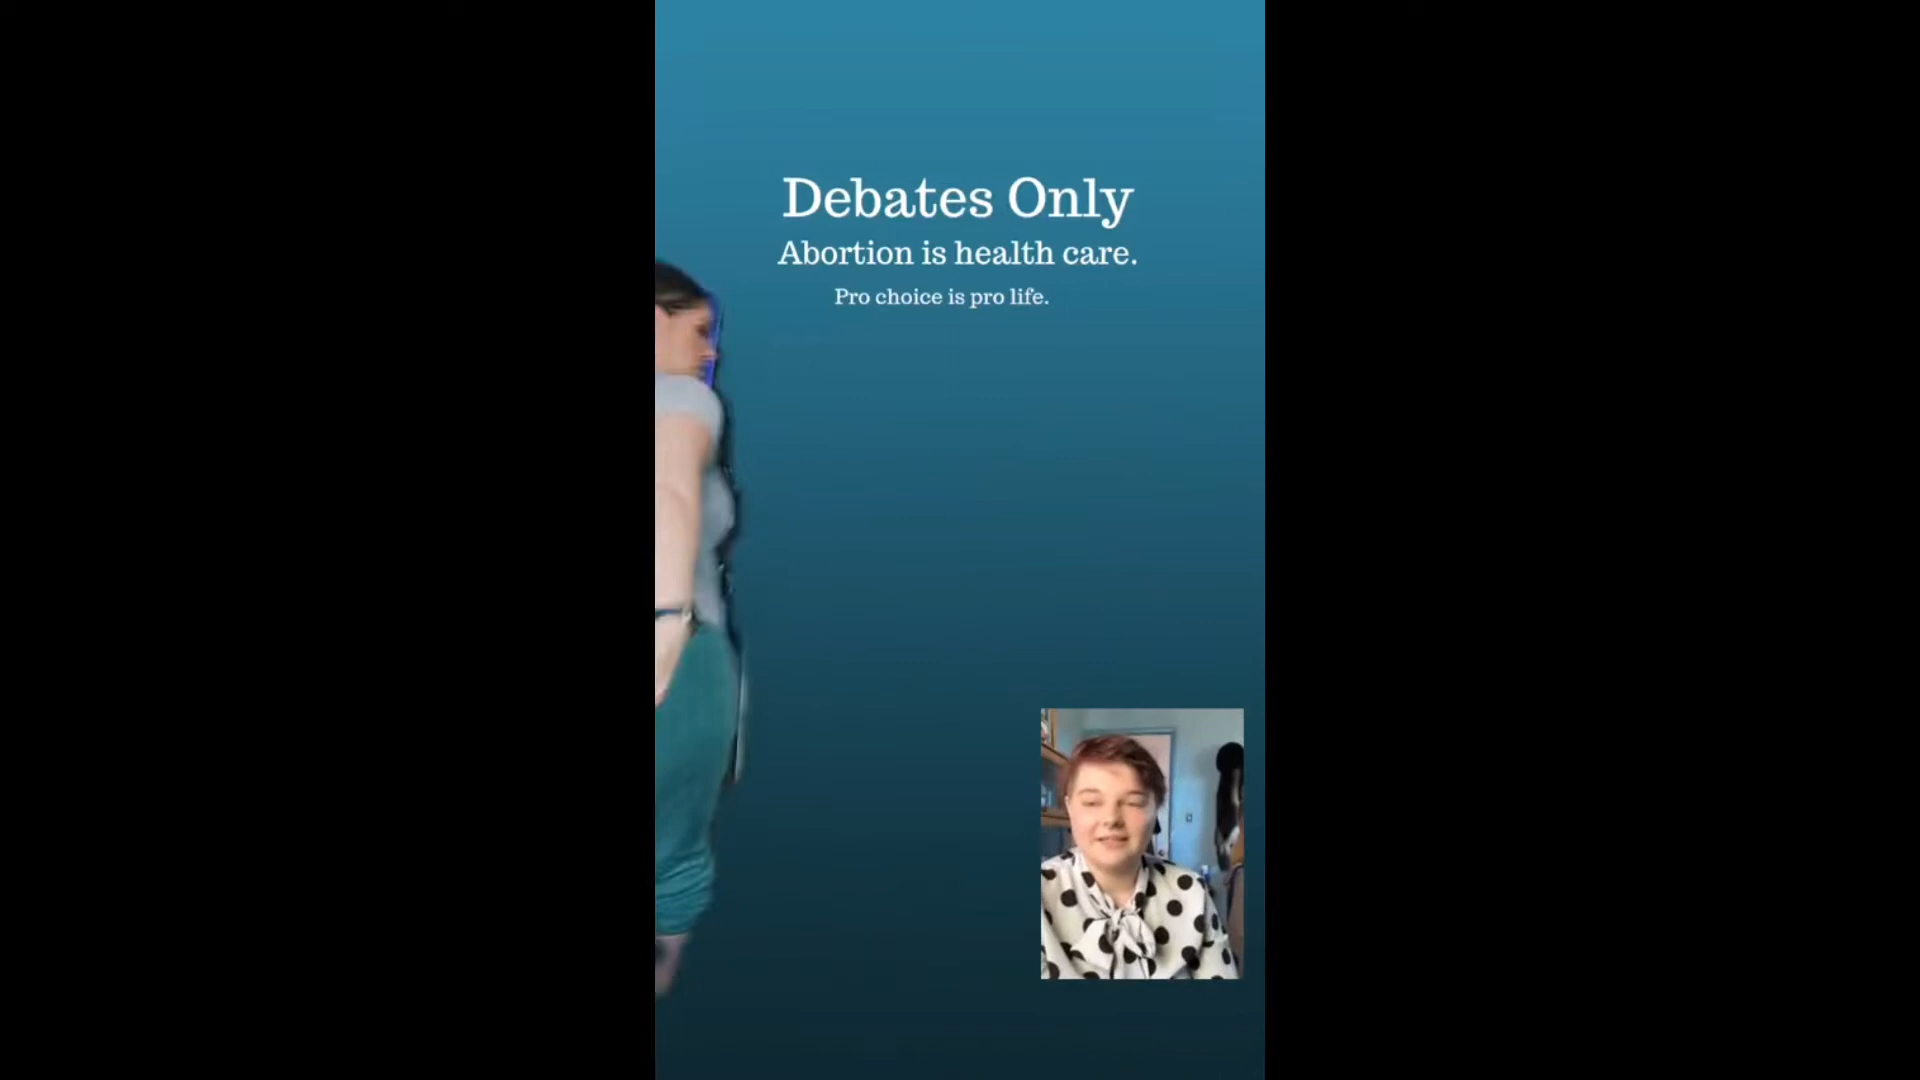 Debates Only
Abortion is health care.
Pro choice is pro life.